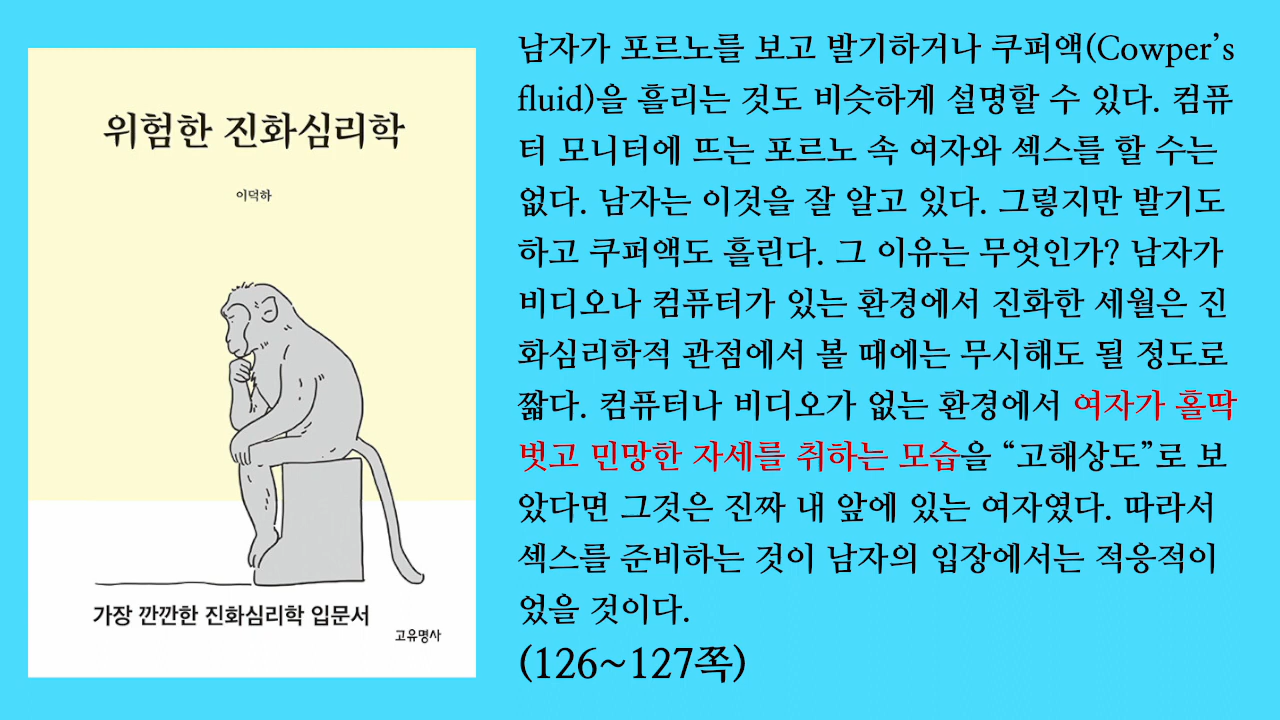 위험한 진화심리학
이덕하
가장 깐깐한 진화심리학 입문서
고유명사
남자가 포르노를 보고 발기하거나 쿠퍼액(Cowper’s
fluid)을 흘리는 것도 비슷하게 설명할 수 있다. 컴퓨
터 모니터에 뜨는 포르노 속 여자와 섹스를 할 수는
없다. 남자는 이것을 잘 알고 있다. 그렇지만 발기도
하고 쿠퍼액도 흘린다. 그 이유는 무엇인가? 남자가
비디오나 컴퓨터가 있는 환경에서 진화한 세월은 진
화심리학적 관점에서 볼 때에는 무시해도 될 정도로
짧다. 컴퓨터나 비디오가 없는 환경에서 여자가 홀딱
벗고 민망한 자세를 취하는 모습을 “고해상도”로 보
았다면 그것은 진짜 내 앞에 있는 여자였다. 따라서
섹스를 준비하는 것이 남자의 입장에서는 적응적이
었을 것이다.
(126~127쪽)